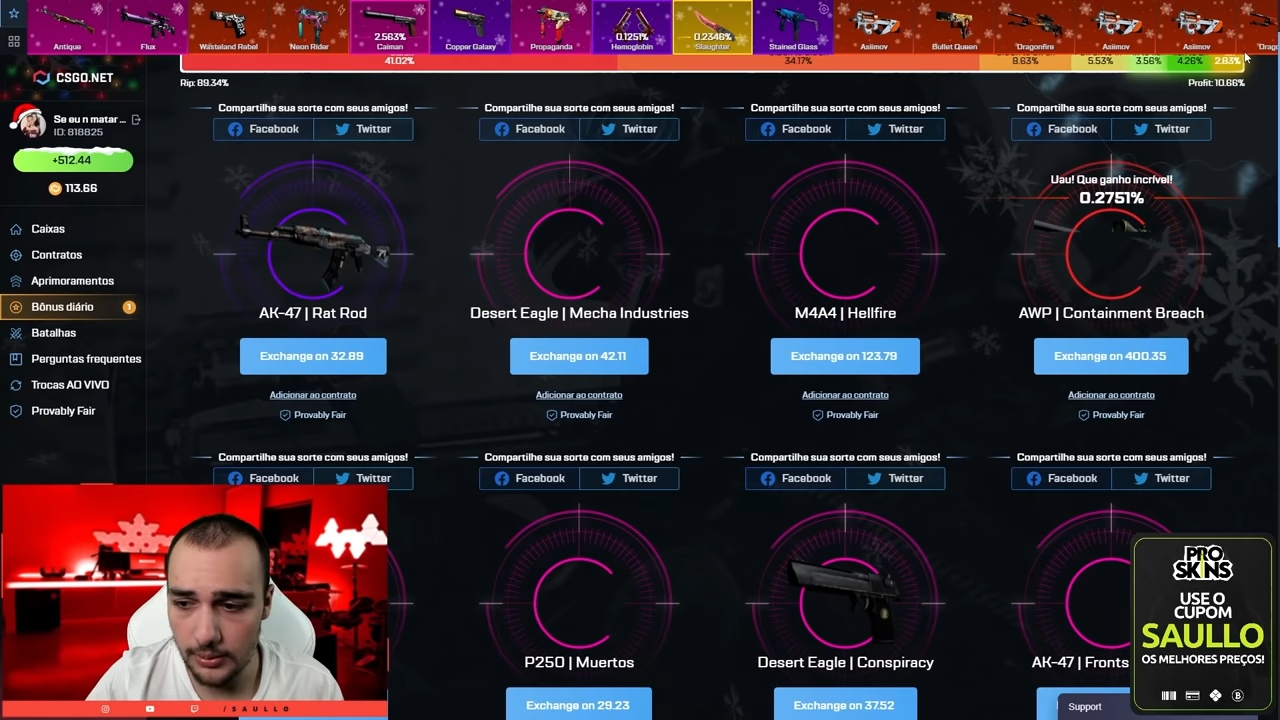 Antique
Flux
Wasteland Rebel
Neon Rider
2.563%
Caiman
Copper Galaxy
Propaganda
0.1251%
Hemoglobin
0.2346%
Slaughter
Stained Glass
Asiimov
Bullet Queen
Dragonfire
Asiimov
Asiimov
41.02%
34.17%
8.63%
5.53%
3.56%
4.26%
2.83%
Rip: 89.34%
Profit: 10.66%
CSGO.NET
Se eu n matar ...
ID: 818825
+512.44
113.66
Caixas
Contratos
Aprimoramentos
Bônus diário
1
Batalhas
Perguntas frequentes
Trocas AO VIVO
Provably Fair
Compartilhe sua sorte com seus amigos!
Facebook
Twitter
AK-47 | Rat Rod
Exchange on 32.89
Adicionar ao contrato
Provably Fair
Compartilhe sua sorte com seus amigos!
Facebook
Twitter
Desert Eagle | Mecha Industries
Exchange on 42.11
Adicionar ao contrato
Provably Fair
Compartilhe sua sorte com seus amigos!
Facebook
Twitter
M4A4 | Hellfire
Exchange on 123.79
Adicionar ao contrato
Provably Fair
Compartilhe sua sorte com seus amigos!
Facebook
Twitter
Uau! Que ganho incrível!
0.2751%
AWP | Containment Breach
Exchange on 400.35
Adicionar ao contrato
Provably Fair
Compartilhe sua sorte com seus amigos!
Facebook
Twitter
Compartilhe sua sorte com seus amigos!
Facebook
Twitter
P250 | Muertos
Exchange on 29.23
Compartilhe sua sorte com seus amigos!
Facebook
Twitter
Desert Eagle | Conspiracy
Exchange on 37.52
Compartilhe sua sorte com seus amigos!
Facebook
Twitter
AK-47 | Fronts
/SAULLO
PRO
SKINS
USE O
CUPOM
SAULLO
OS MELHORES PREÇOS!
Support